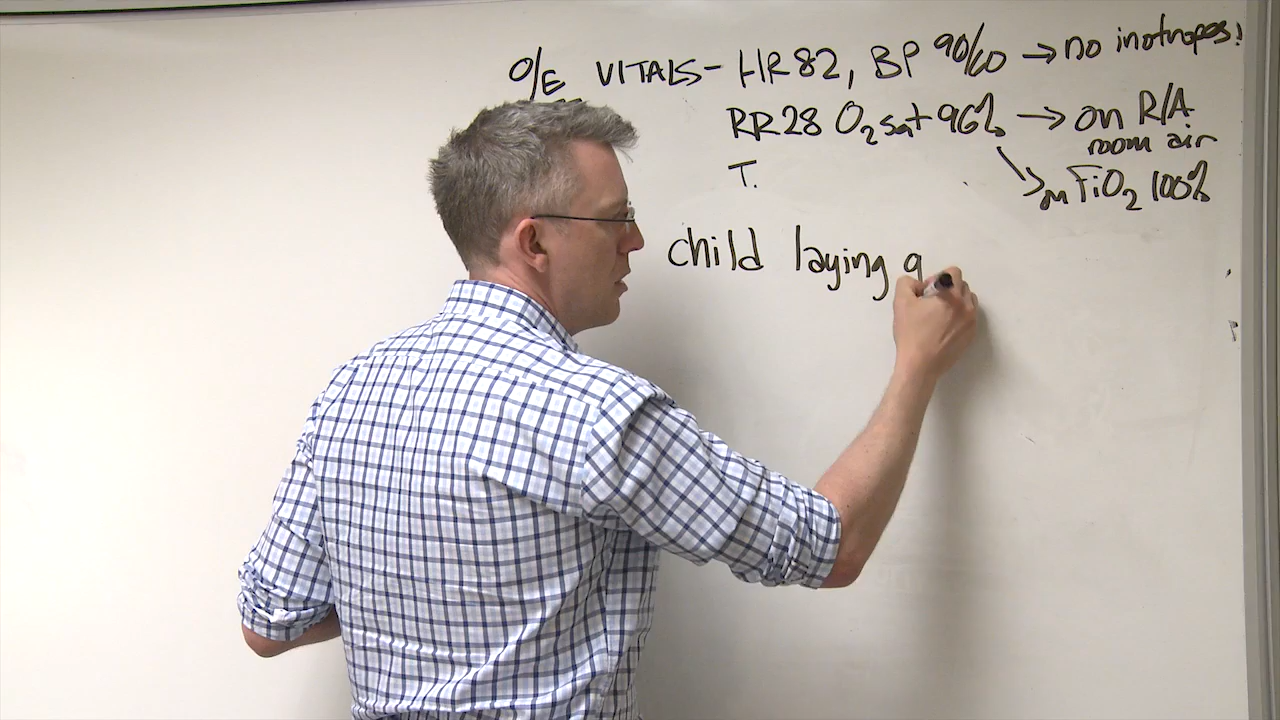 O/E VITALS- HR 82, BP 90/60 → no inotropes!
RR 28 O2 sat 96% → on R/A
room air
T. → on FiO2 100%
child laying q